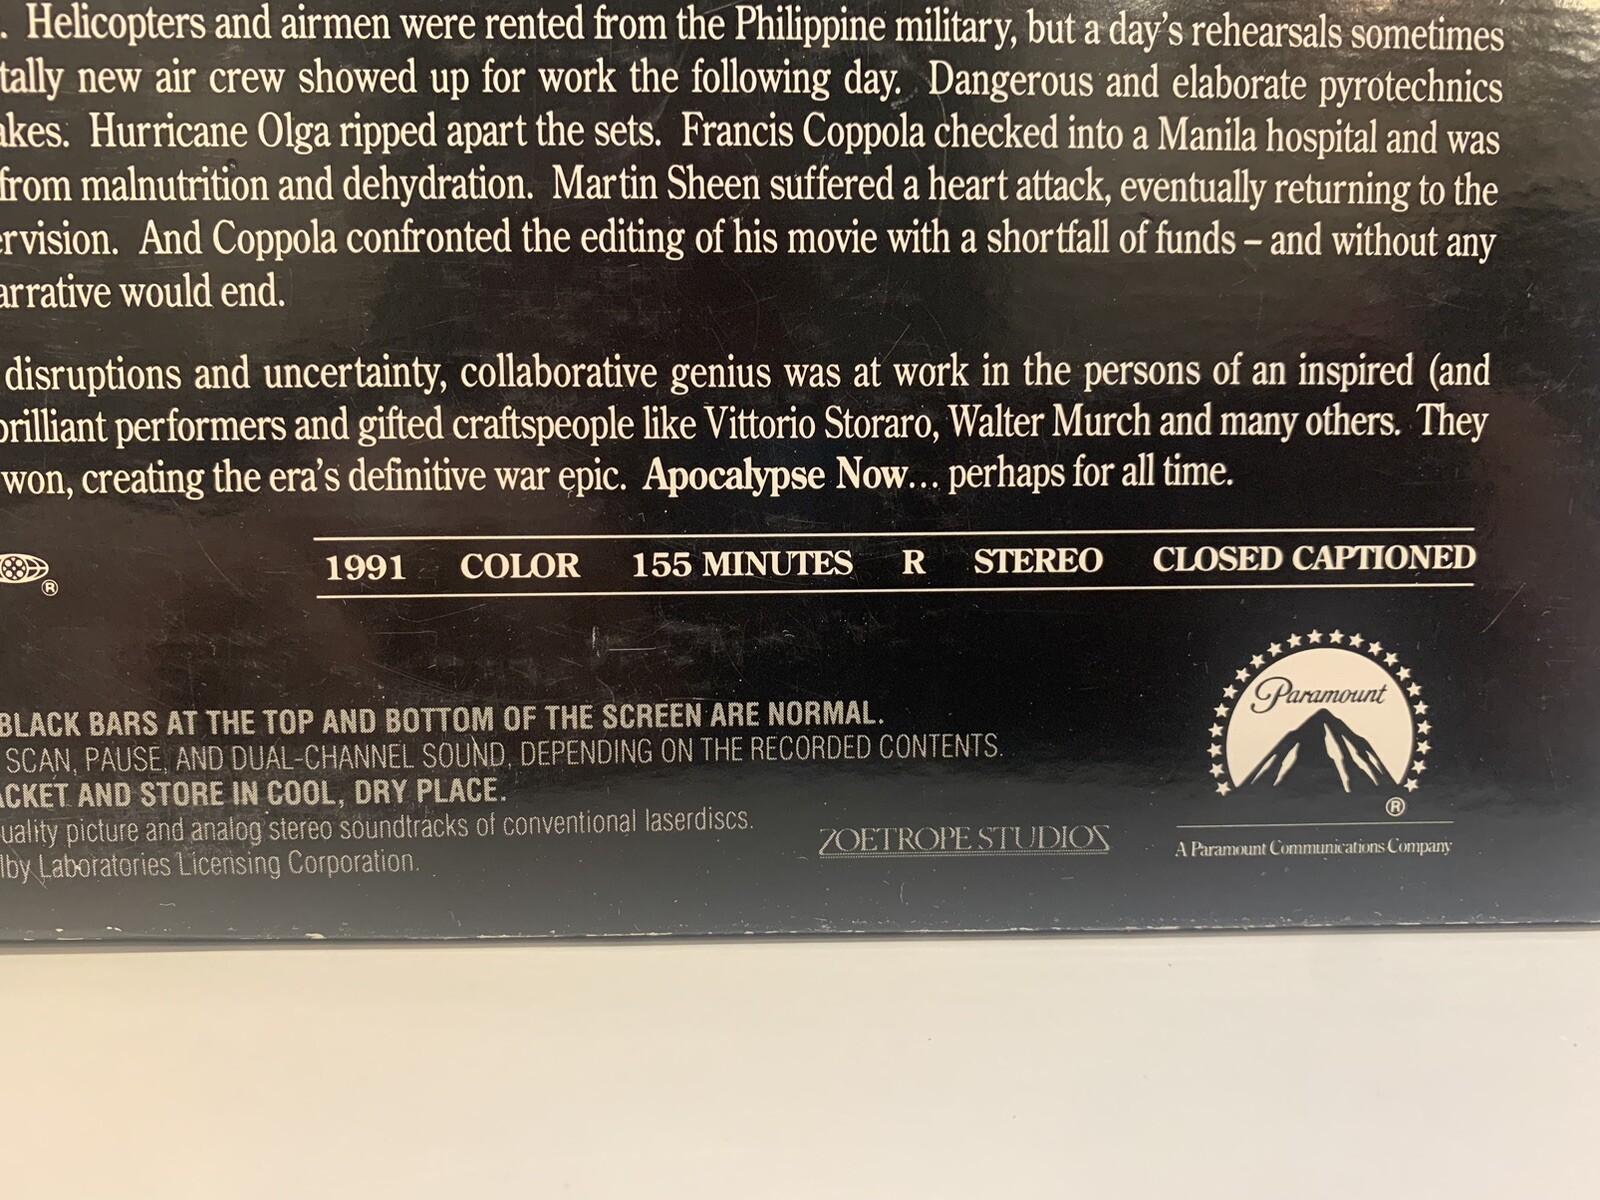 . Helicopters and airmen were rented from the Philippine military, but a day's rehearsals sometimes
tally new air crew showed up for work the following day. Dangerous and elaborate pyrotechnics
akes. Hurricane Olga ripped apart the sets. Francis Coppola checked into a Manila hospital and was
from malnutrition and dehydration. Martin Sheen suffered a heart attack, eventually returning to the
rvision. And Coppola confronted the editing of his movie with a shortfall of funds – and without any
arrative would end.
disruptions and uncertainty, collaborative genius was at work in the persons of an inspired (and
brilliant performers and gifted craftspeople like Vittorio Storaro, Walter Murch and many others. They
won, creating the era's definitive war epic. Apocalypse Now... perhaps for all time.
®
1991 COLOR 155 MINUTES R STEREO CLOSED CAPTIONED
Paramount
®
BLACK BARS AT THE TOP AND BOTTOM OF THE SCREEN ARE NORMAL.
SCAN, PAUSE, AND DUAL-CHANNEL SOUND, DEPENDING ON THE RECORDED CONTENTS.
ACKET AND STORE IN COOL, DRY PLACE.
uality picture and analog stereo soundtracks of conventional laserdiscs.
lby Laboratories Licensing Corporation.
ZOETROPE STUDIOS
A Paramount Communications Company